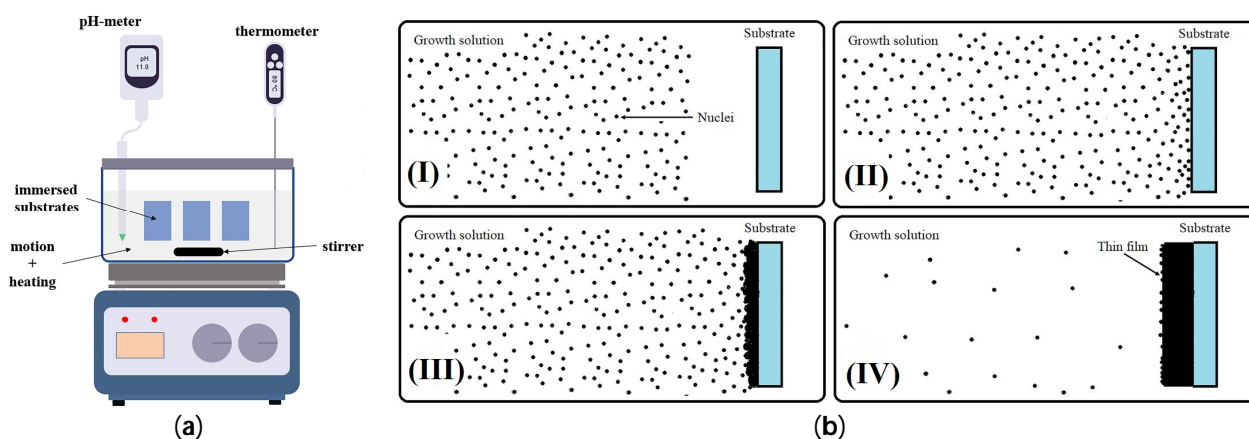 pH-meter
thermometer
pH
11.0
80 °C
immersed
substrates
motion
+
heating
stirrer
(a)
Growth solution
Substrate
Nuclei
(I)
Growth solution
Substrate
(II)
Growth solution
Substrate
(III)
Growth solution
Substrate
Thin film
(IV)
(b)